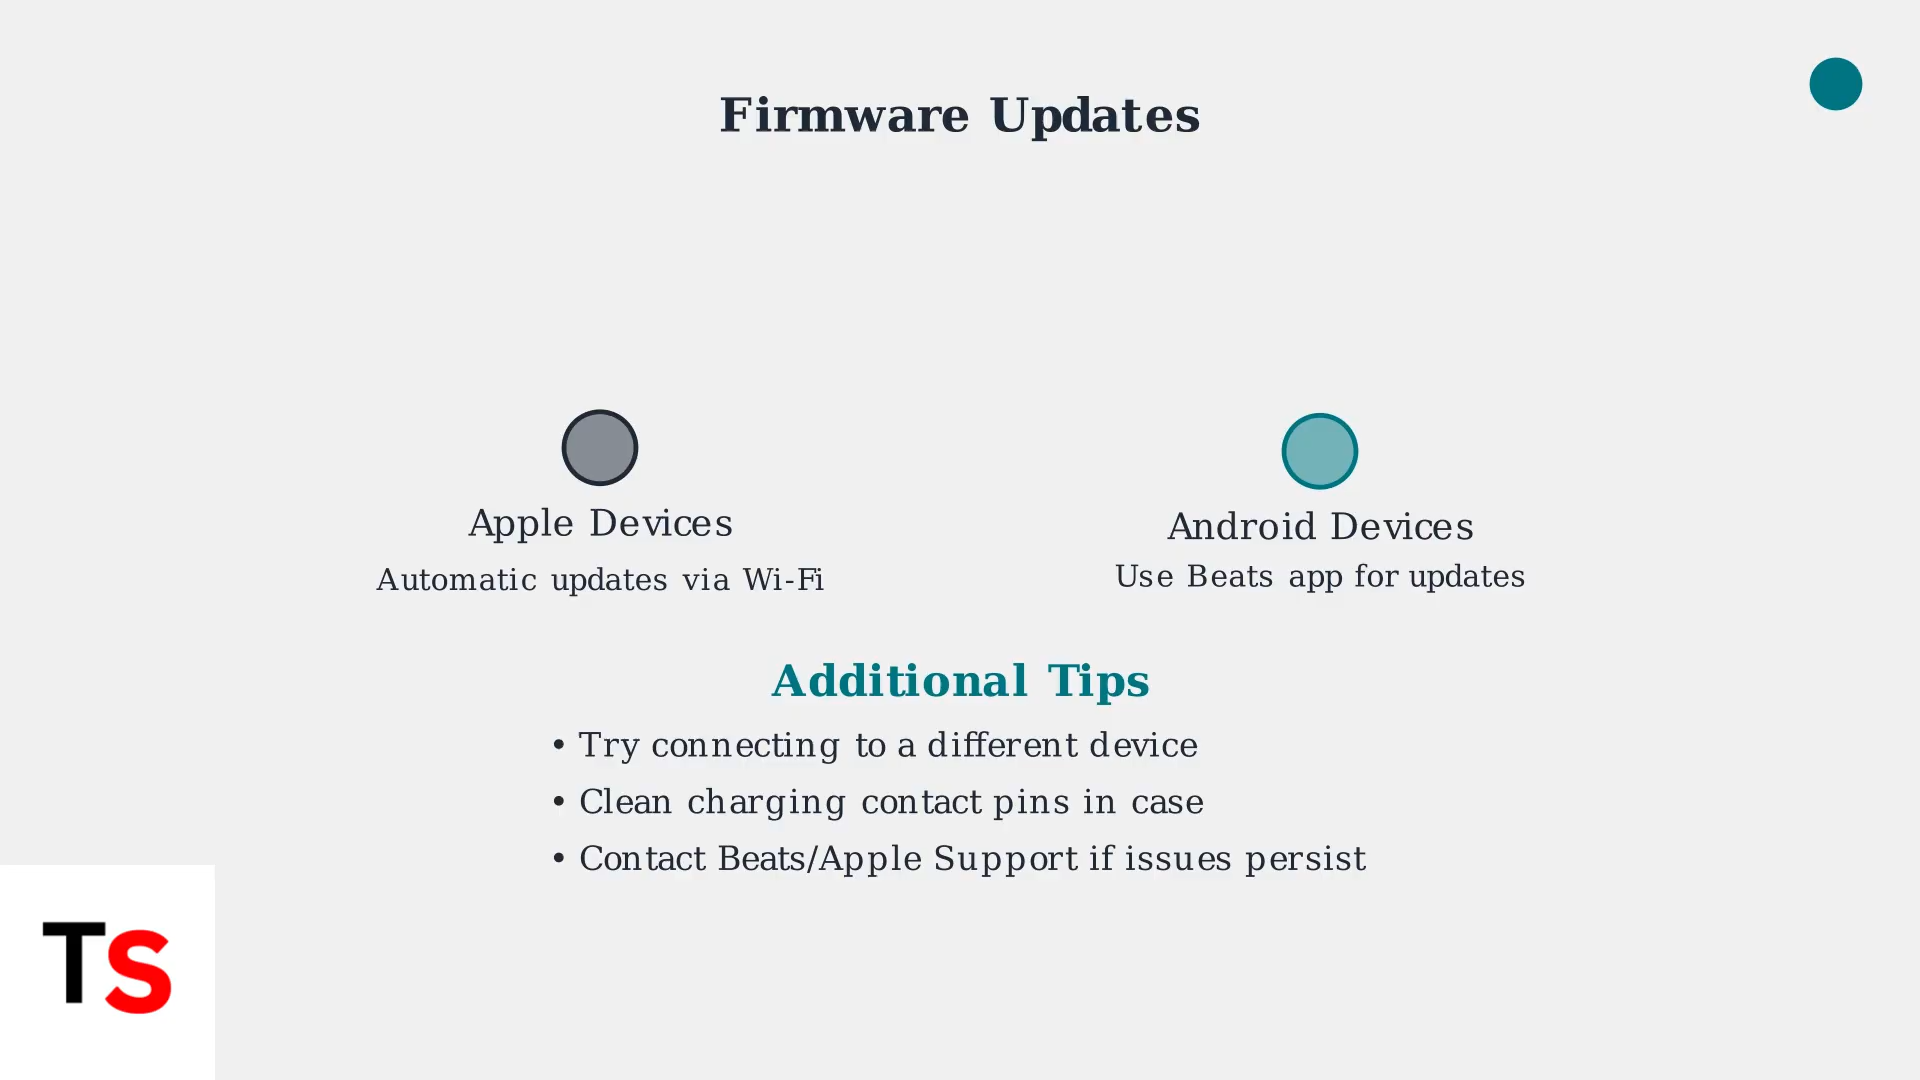 Firmware Updates
Apple Devices
Automatic updates via Wi-Fi
Android Devices
Use Beats app for updates
Additional Tips
• Try connecting to a different device
• Clean charging contact pins in case
• Contact Beats/Apple Support if issues persist
TS